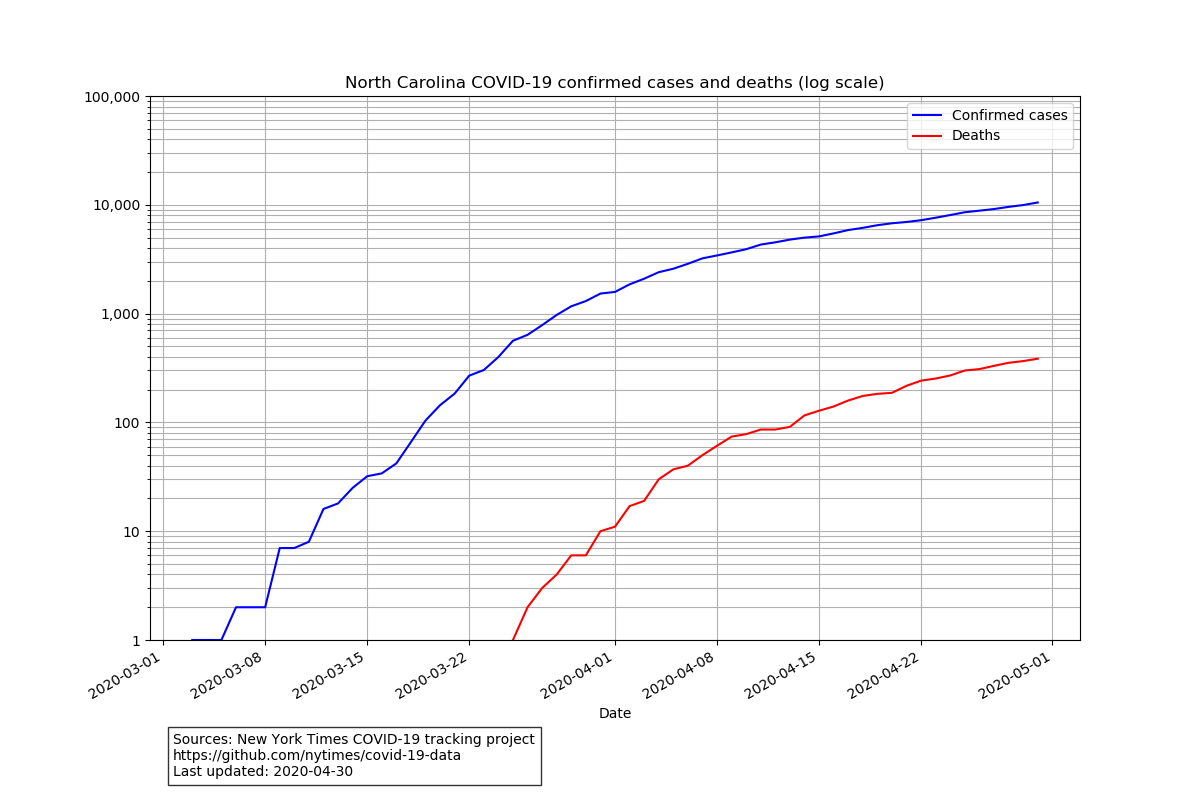 North Carolina COVID-19 confirmed cases and deaths (log scale)
100,000
10,000
1,000
100
10
1
Confirmed cases
Deaths
2020-03-01
2020-03-08
2020-03-15
2020-03-22
2020-04-01
2020-04-08
2020-04-15
2020-04-22
2020-05-01
Date
Sources: New York Times COVID-19 tracking project
https://github.com/nytimes/covid-19-data
Last updated: 2020-04-30